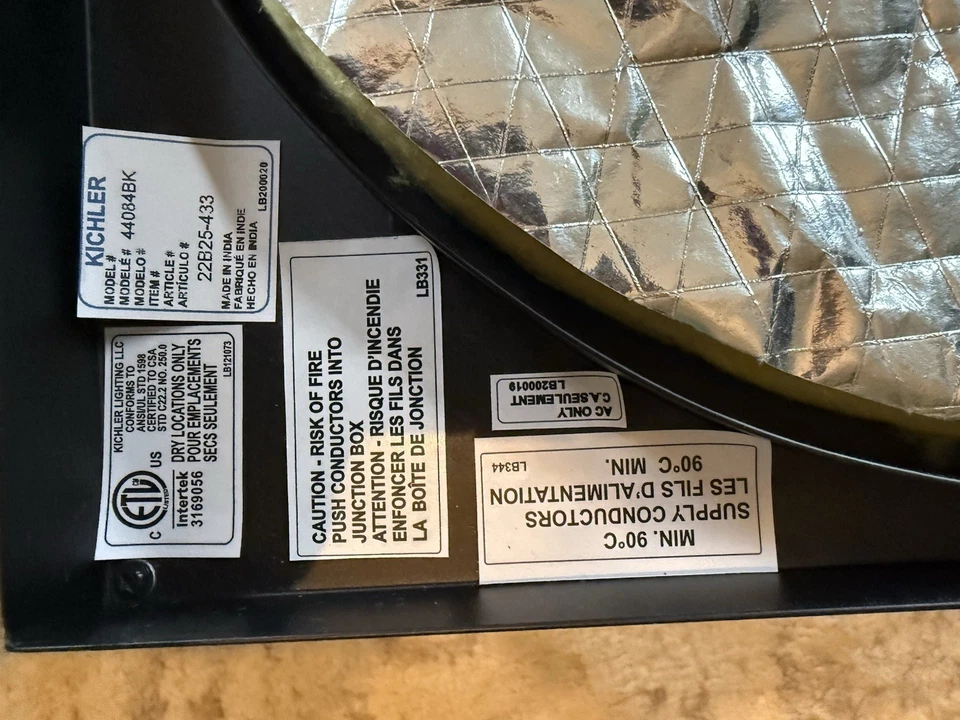 KICHLER
MODEL#
MODELÉ# 44084BK
MODELO#
ITEM #
ARTICLE #
ARTÍCULO #
22B25-433
MADE IN INDIA
FABRIQUÉ EN INDE
HECHO EN INDIA
LB200020
KICHLER LIGHTING LLC
CONFORMS TO
ANSI/UL STD 1598
CERTIFIED TO CSA
STD C22.2 NO. 250.0
DRY LOCATIONS ONLY
POUR EMPLACEMENTS
SECS SEULEMENT
LB121073
ETL
CM
LISTED
C US
Intertek
3169056
CAUTION - RISK OF FIRE
PUSH CONDUCTORS INTO
JUNCTION BOX
ATTENTION - RISQUE D'INCENDIE
ENFONCER LES FILS DANS
LA BOÎTE DE JONCTION
LB331
AC ONLY
C.A.SEULEMENT
LB200019
MIN. 90°C
SUPPLY CONDUCTORS
LES FILS D'ALIMENTATION
90°C MIN.
LB344